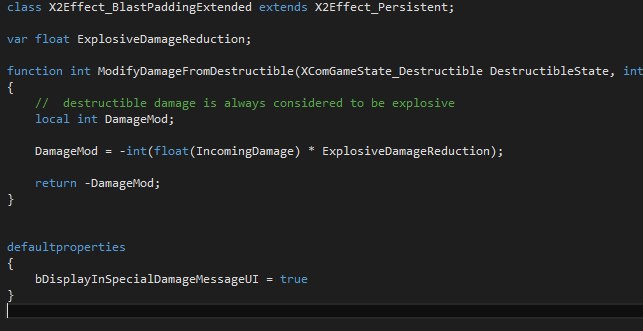 class X2Effect_BlastPaddingExtended extends X2Effect_Persistent;
var float ExplosiveDamageReduction;
function int ModifyDamageFromDestructible(XComGameState_Destructible DestructibleState, int
{
// destructible damage is always considered to be explosive
local int DamageMod;
DamageMod = -int(float(IncomingDamage) * ExplosiveDamageReduction);
return -DamageMod;
}
defaultproperties
{
bDisplayInSpecialDamageMessageUI = true
}